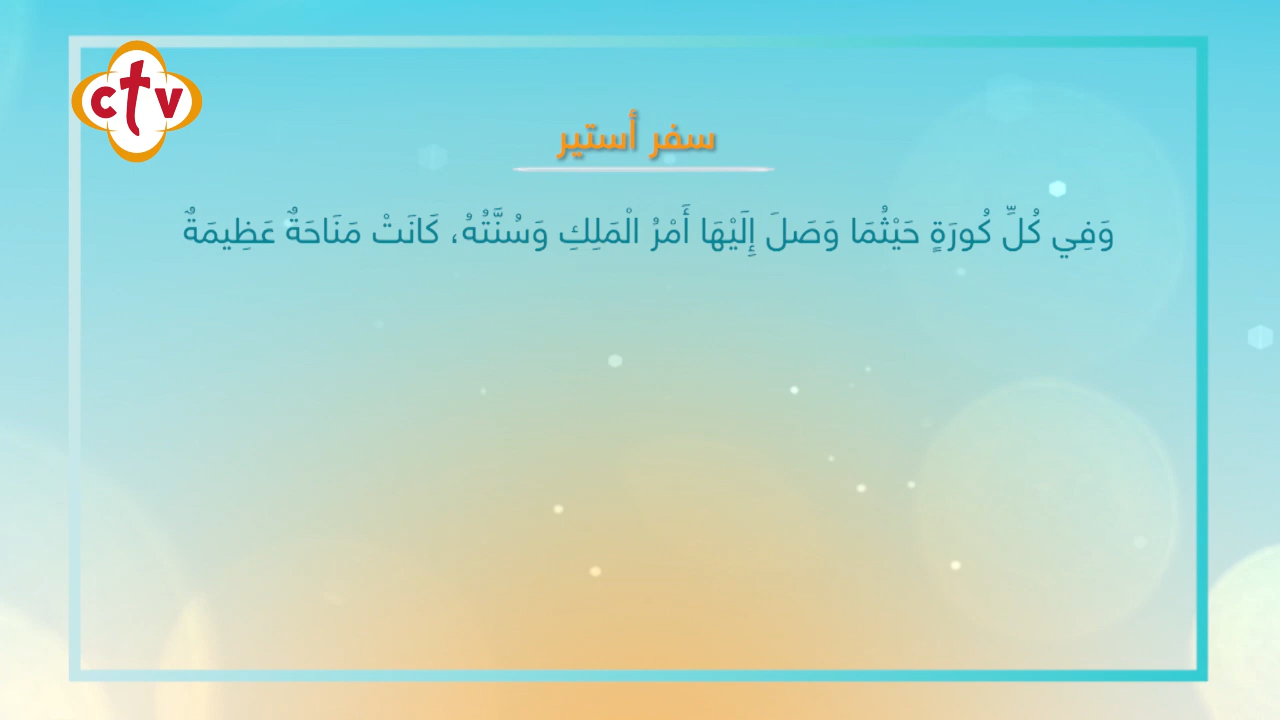 ctv
سفر أستير
وَفِي كُلِّ كُورَةٍ حَيْثُمَا وَصَلَ إِلَيْهَا أَمْرُ الْمَلِكِ وَسُنَّتُهُ، كَانَتْ مَنَاحَةٌ عَظِيمَةٌ